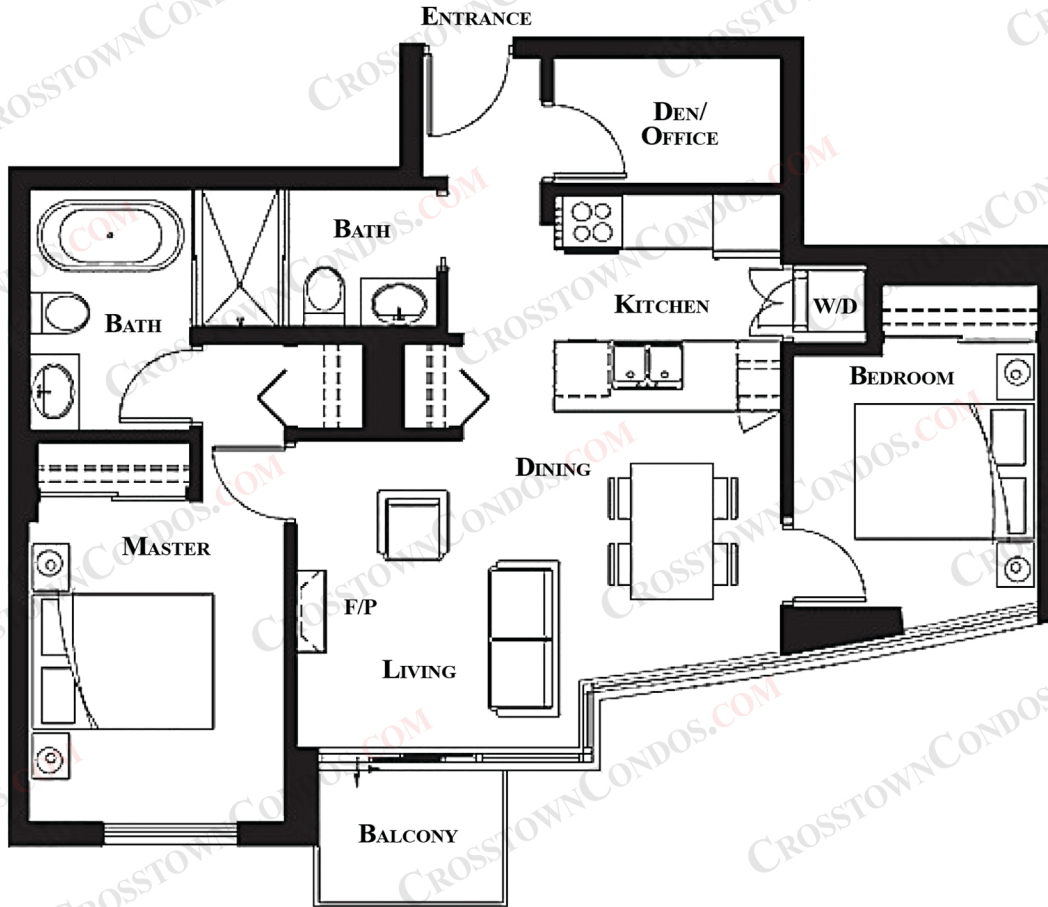 ENTRANCE
DEN/
OFFICE
BATH
KITCHEN
W/D
BATH
BEDROOM
DINING
MASTER
F/P
LIVING
BALCONY
CROSSTOWNCONDOS.COM